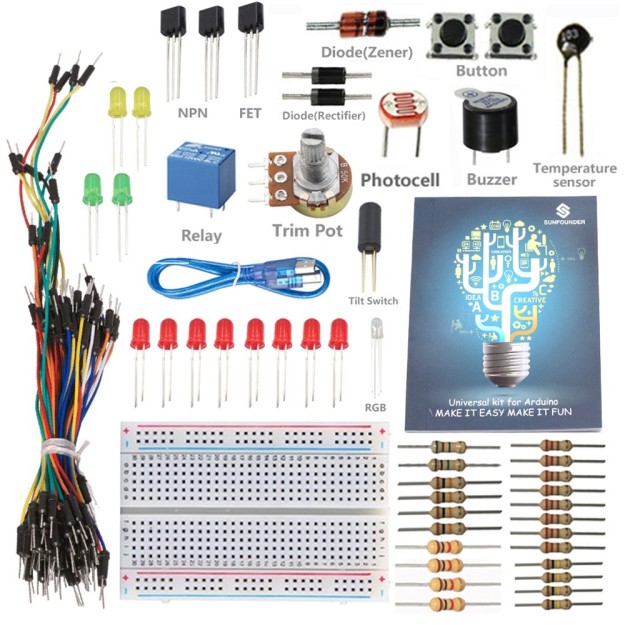 Diode(Zener)
Button
NPN
FET
Diode(Rectifier)
Photocell
Buzzer
Temperature
sensor
Relay
B 50K
Trim Pot
Tilt Switch
SUNFOUNDER
IDEA
A
B
CREATIVE
Universal kit for Arduino
MAKE IT EASY MAKE IT FUN
RGB